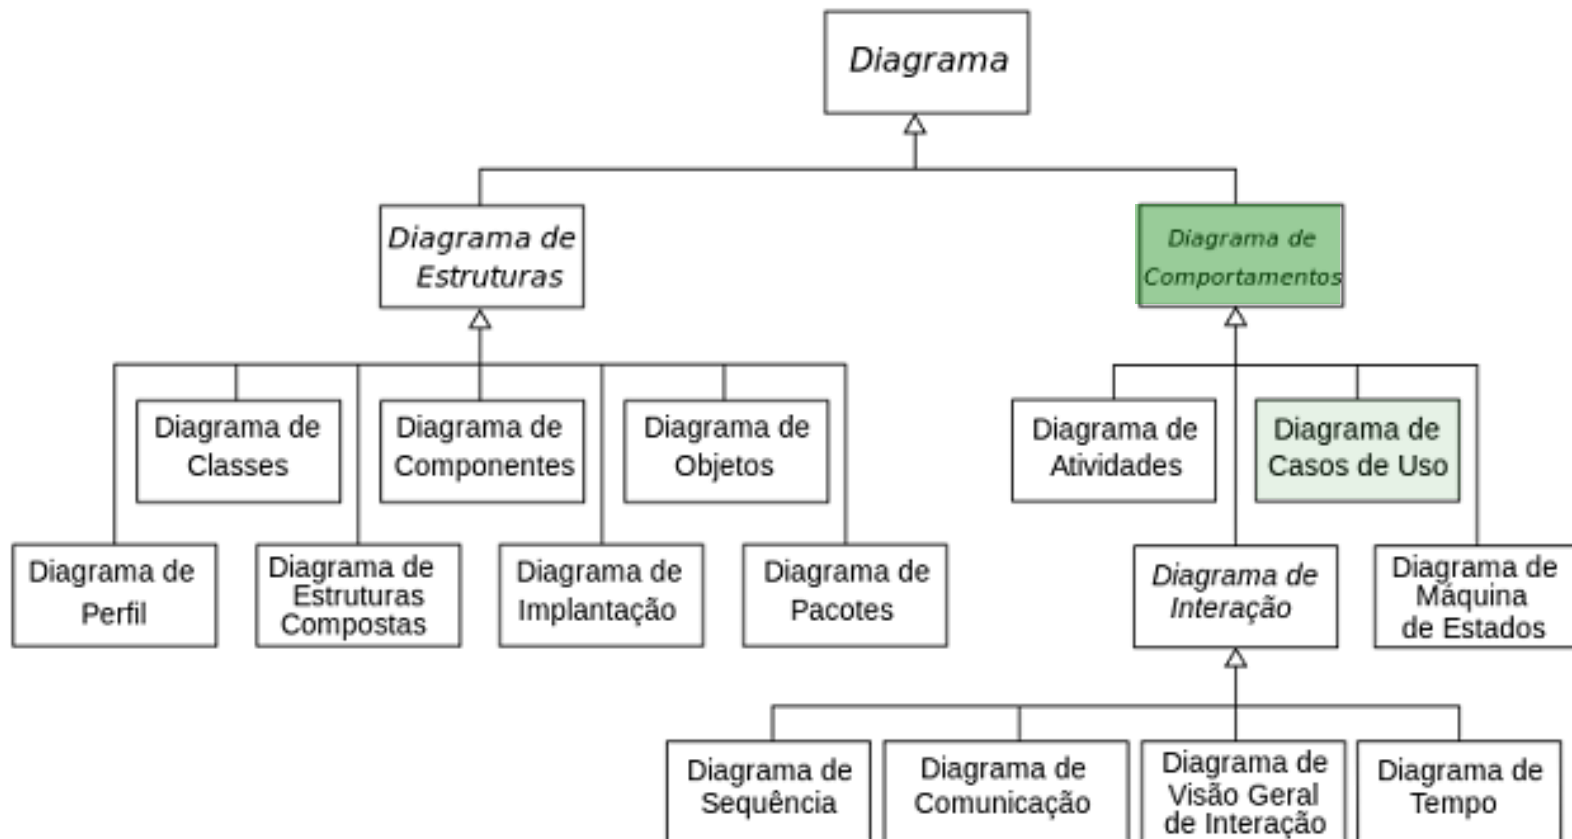 Diagrama
Diagrama de
Estruturas
Diagrama de
Comportamentos
Diagrama de
Classes
Diagrama de
Componentes
Diagrama de
Objetos
Diagrama de
Atividades
Diagrama de
Casos de Uso
Diagrama de
Perfil
Diagrama de
Estruturas
Compostas
Diagrama de
Implantação
Diagrama de
Pacotes
Diagrama de
Interação
Diagrama de
Máquina
de Estados
Diagrama de
Sequência
Diagrama de
Comunicação
Diagrama de
Visão Geral
de Interação
Diagrama de
Tempo